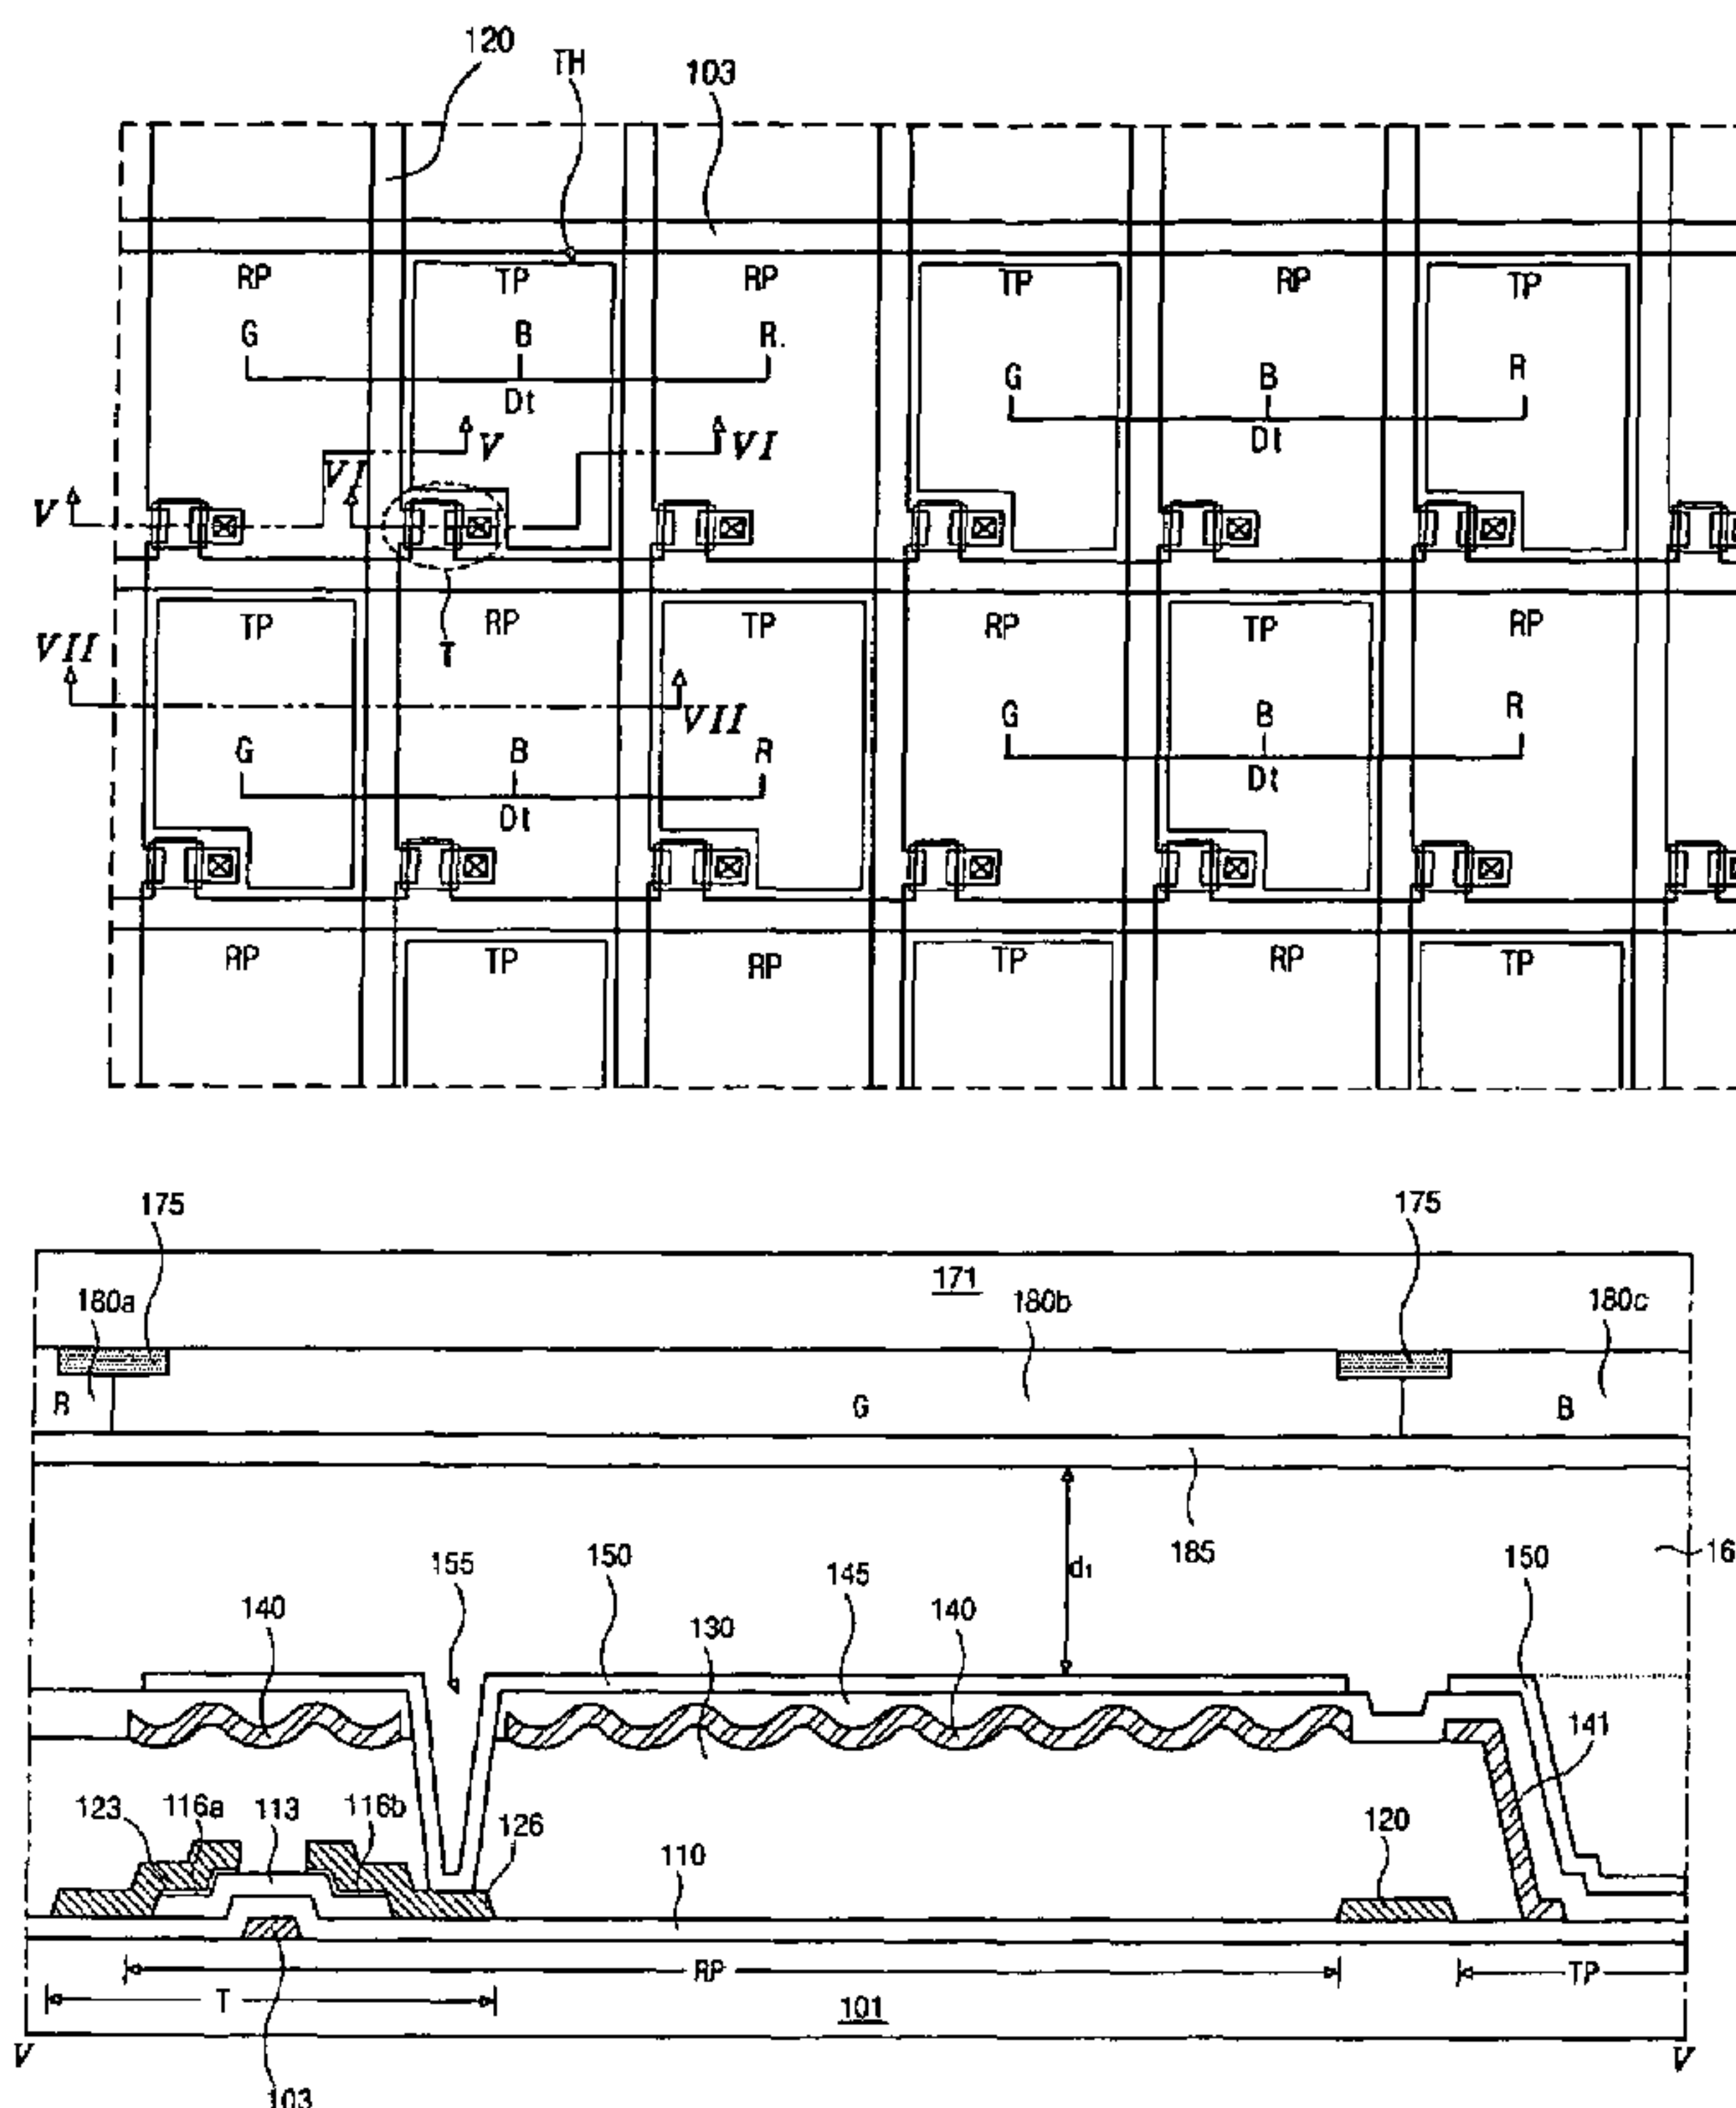 120 TH 103
RP TP RP TP RP TP
G B R.
G B R
Dt
Dt
V VI VI
V
TP RP TP RP TP RP
T
VII
VII
G B R
G B R
Dt
Dt
RP TP RP TP RP TP
175 175
171
180a 180b 180c
R G B
185
155 150 145 d1 150 16
140 130 140
141
123 116a 113 116b 126 110 120
RP TP
T
101
V V
103